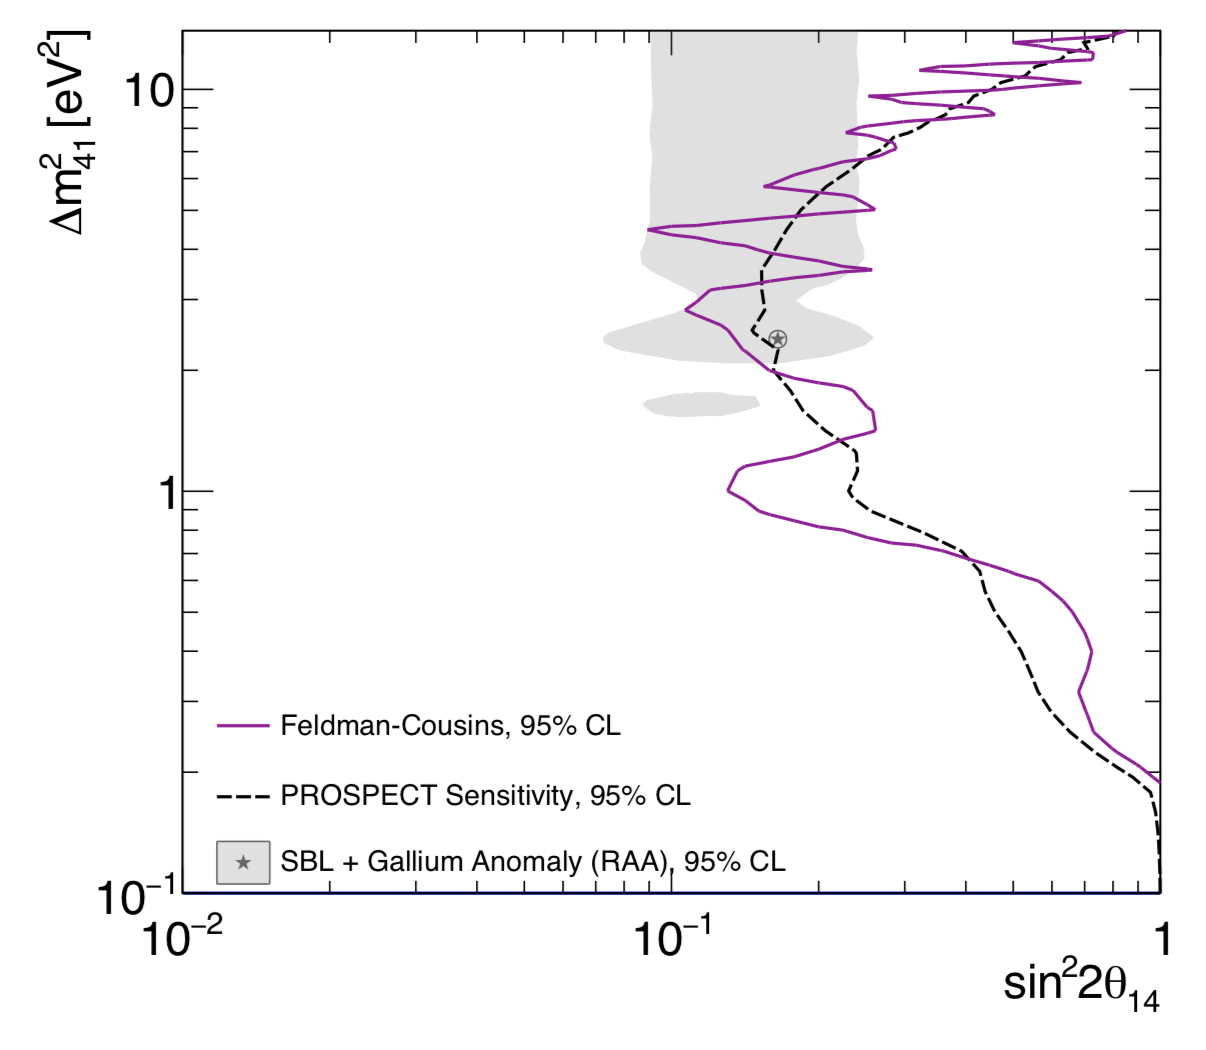 Δm²₄₁ [eV²]
10
1
10⁻¹
Feldman-Cousins, 95% CL
PROSPECT Sensitivity, 95% CL
SBL + Gallium Anomaly (RAA), 95% CL
10⁻² 10⁻¹ 1
sin²2θ₁₄